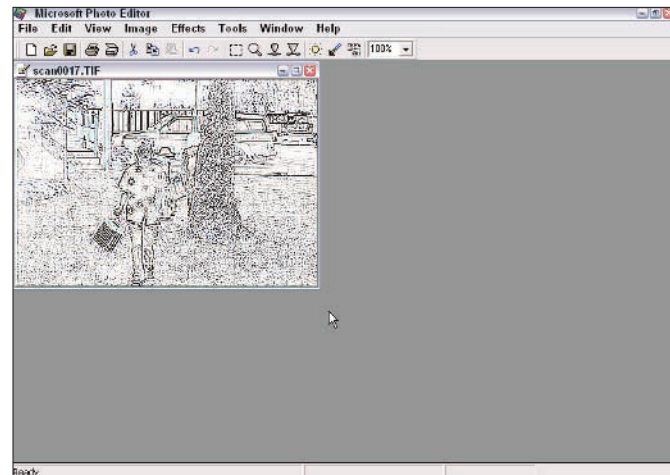 Microsoft Photo Editor
File Edit View Image Effects Tools Window Help
100%
scan0017.TIF
Ready